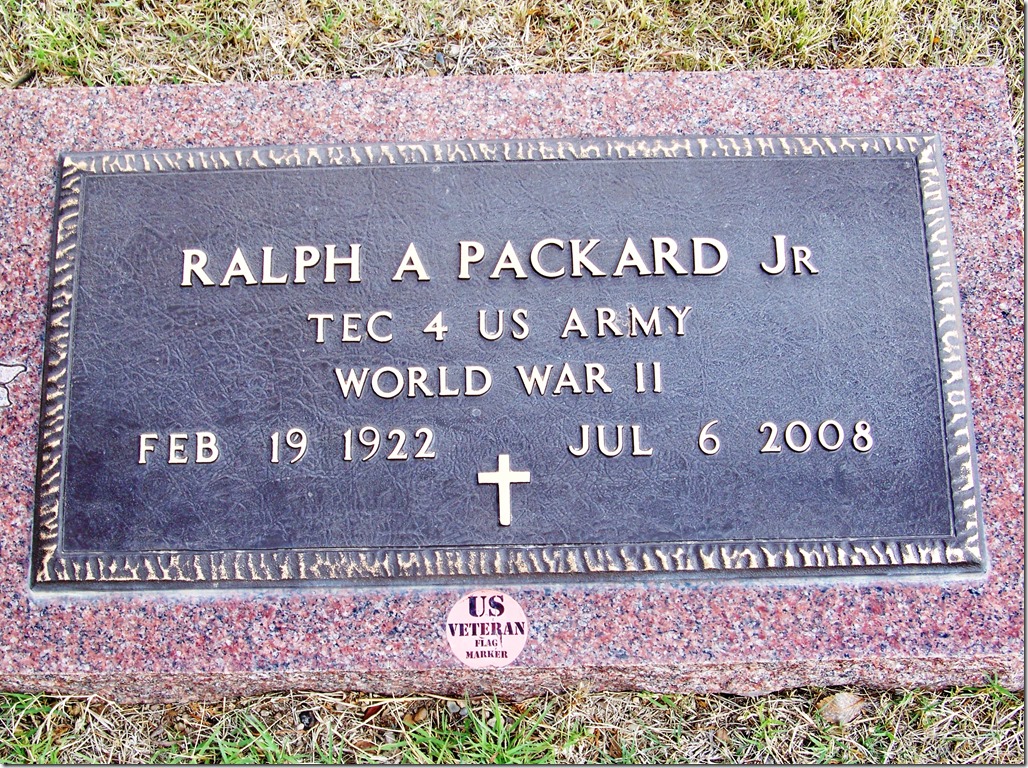 RALPH A PACKARD JR
TEC 4 US ARMY
WORLD WAR II
FEB 19 1922 JUL 6 2008
US
VETERAN
FLAG
MARKER